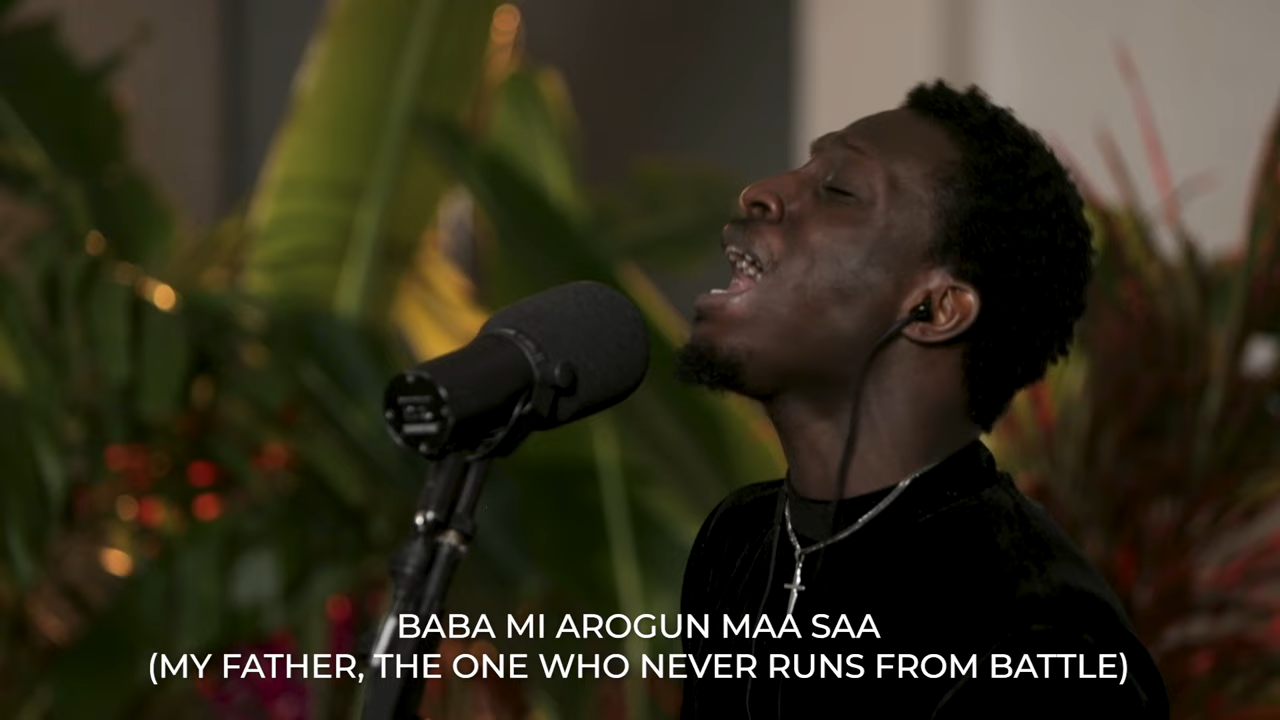 BABA MI AROGUN MAA SAA
(MY FATHER, THE ONE WHO NEVER RUNS FROM BATTLE)